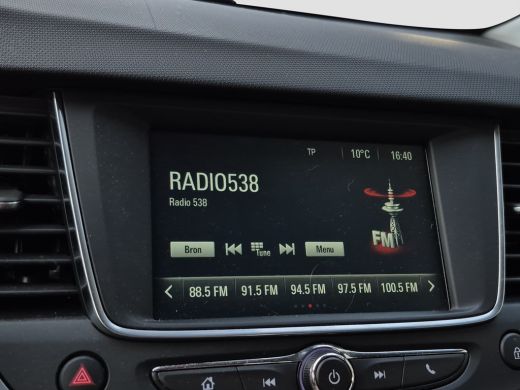 TP 10°C 16:40
RADIO538
Radio 538
FM
Bron Tune Menu
88.5 FM 91.5 FM 94.5 FM 97.5 FM 100.5 FM